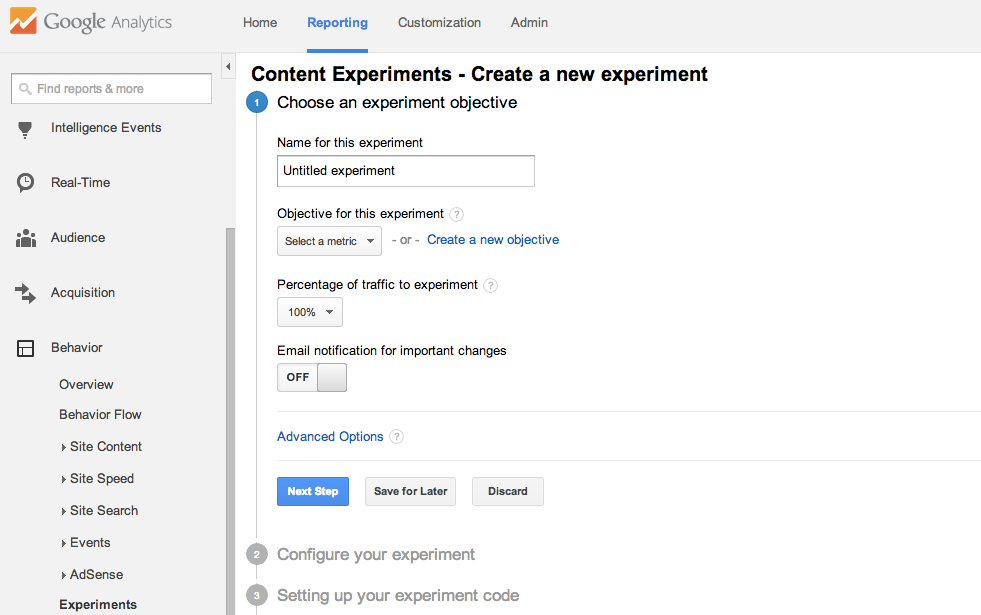 Google Analytics
Home Reporting Customization Admin
Find reports & more
Intelligence Events
Real-Time
Audience
Acquisition
Behavior
Overview
Behavior Flow
Site Content
Site Speed
Site Search
Events
AdSense
Experiments
Content Experiments - Create a new experiment
1 Choose an experiment objective
Name for this experiment
Untitled experiment
Objective for this experiment ?
Select a metric - or - Create a new objective
Percentage of traffic to experiment ?
100%
Email notification for important changes
OFF
Advanced Options ?
Next Step Save for Later Discard
2 Configure your experiment
3 Setting up your experiment code